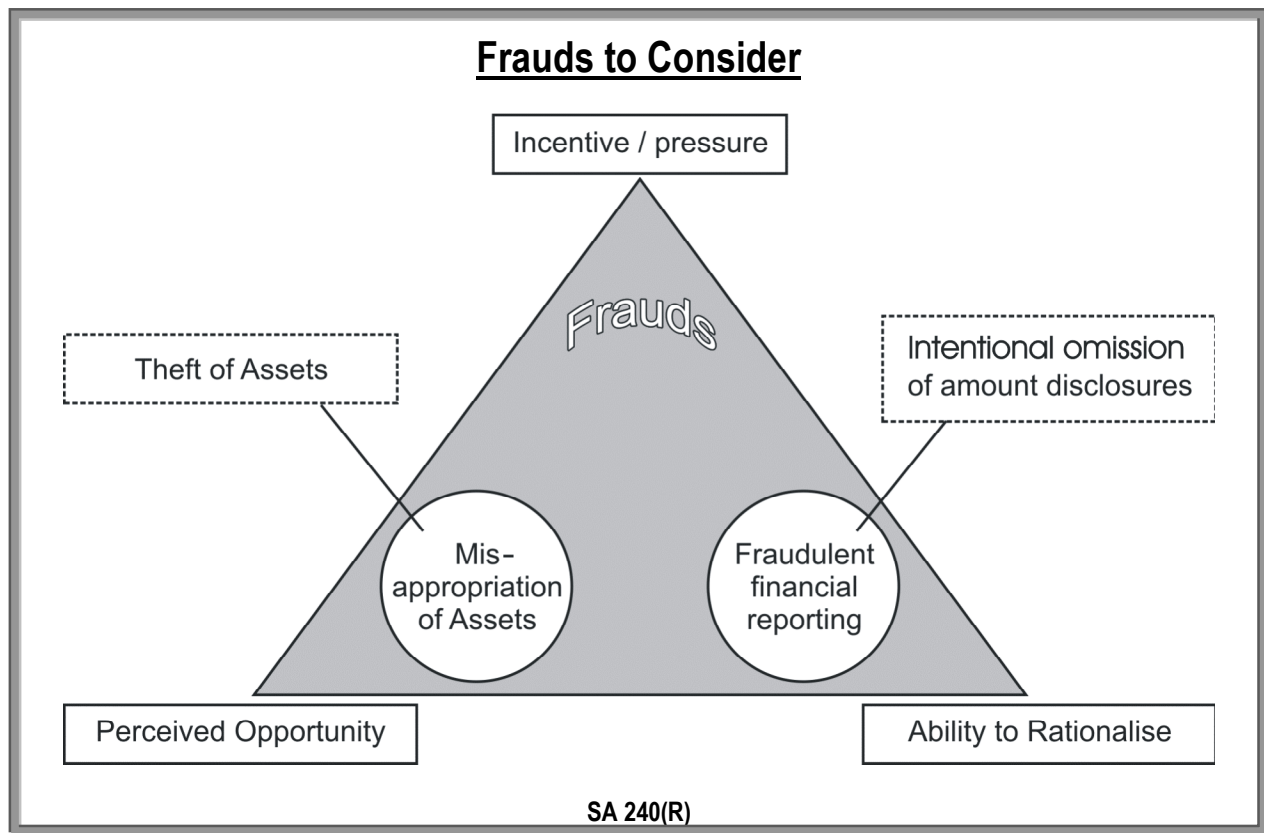 Frauds to Consider
Incentive / pressure
Frauds
Theft of Assets
Intentional omission
of amount disclosures
Mis-
appropriation
of Assets
Fraudulent
financial
reporting
Perceived Opportunity
Ability to Rationalise
SA 240(R)